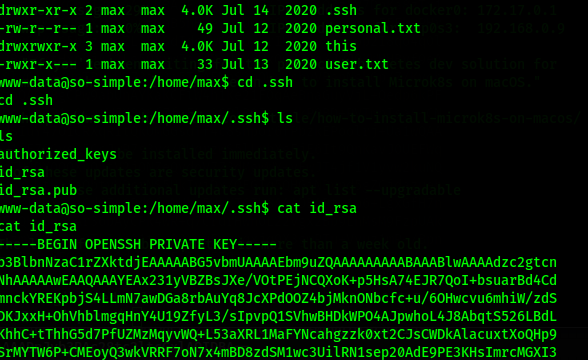 drwxr-xr-x 2 max  max  4.0K Jul 14  2020 .ssh
-rw-r--r-- 1 max  max    49 Jul 12  2020 personal.txt
drwxrwxr-x 3 max  max  4.0K Jul 12  2020 this
-rwxr-x--- 1 max  max    33 Jul 13  2020 user.txt
www-data@so-simple:/home/max$ cd .ssh
cd .ssh
www-data@so-simple:/home/max/.ssh$ ls
ls
authorized_keys
id_rsa
id_rsa.pub
www-data@so-simple:/home/max/.ssh$ cat id_rsa
cat id_rsa
-----BEGIN OPENSSH PRIVATE KEY-----
b3BlbnNzaC1rZXktdjEAAAAABG5vbmUAAAAEbm9uZQAAAAAAAAABAAABlwAAAAdzc2gtcn
NhAAAAAwEAAQAAAYEAx231yVBZBsJXe/VOtPEjNCQXoK+p5HsA74EJR7QoI+bsuarBd4Cd
mnckYREKpbjS4LLmN7awDGa8rbAuYq8JcXPdOOZ4bjMknONbcfc+u/6OHwcvu6mhiW/zdS
DKJxxH+OhVhblmgqHnY4U19ZfyL3/sIpvpQ1SVhwBHDkWPO4AJpwhoL4J8AbqtS526LBdL
KhhC+tThhG5d7PfUZMzMqyvWQ+L53aXRL1MaFYNcahgzzk0xt2CJsCWDkAlacuxtXoQHp9
SrMYTW6P+CMEoyQ3wkVRRF7oN7x4mBD8zdSM1wc3UilRN1sep20AdE9PE3KHsImrcMGXI3